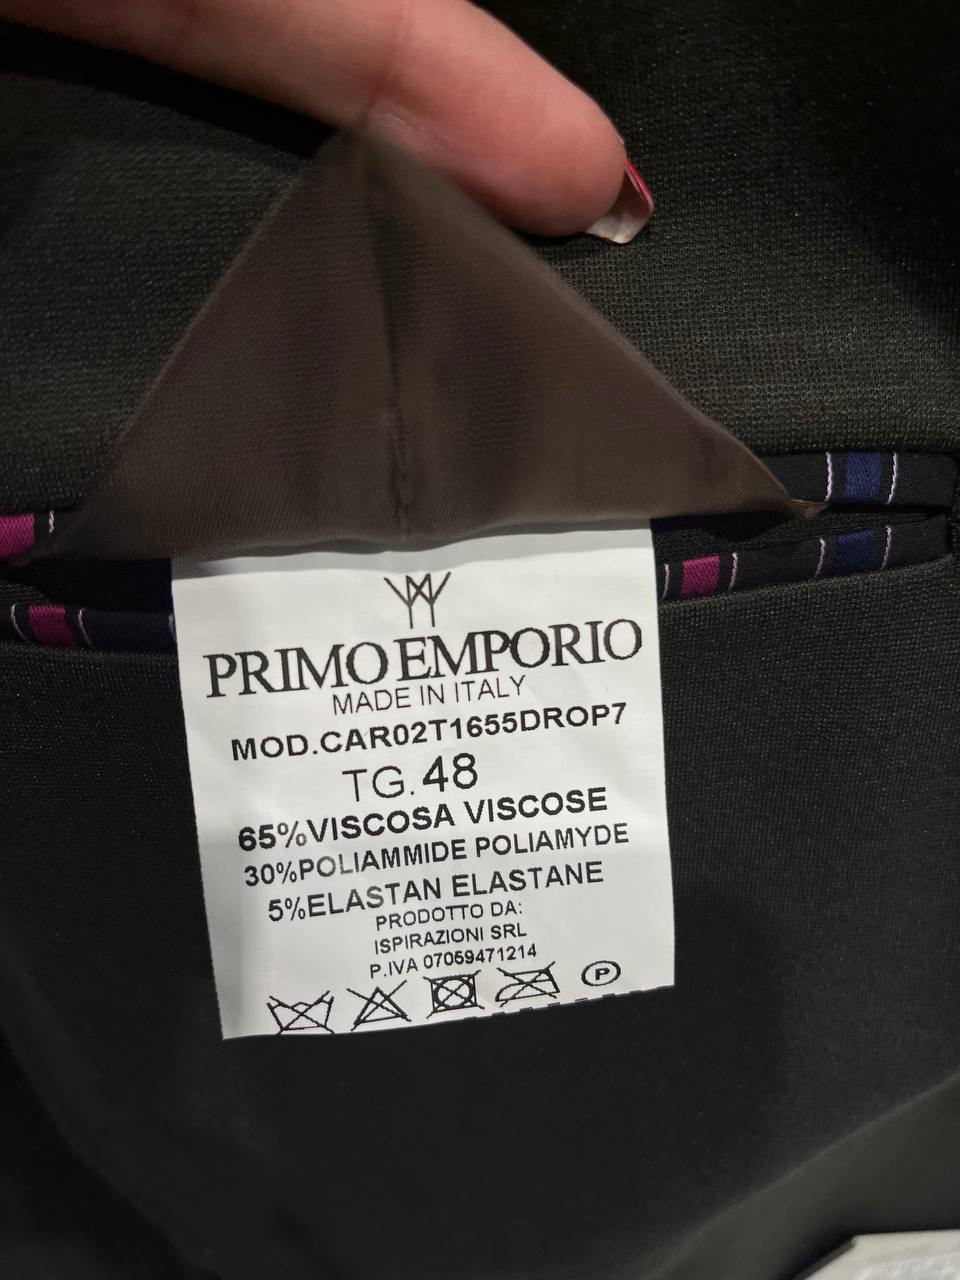 PRIMO EMPORIO
MADE IN ITALY
MOD.CAR02T1655DROP7
TG. 48
65%VISCOSA VISCOSE
30%POLIAMMIDE POLIAMYDE
5%ELASTAN ELASTANE
PRODOTTO DA:
ISPIRAZIONI SRL
P.IVA 07059471214
P